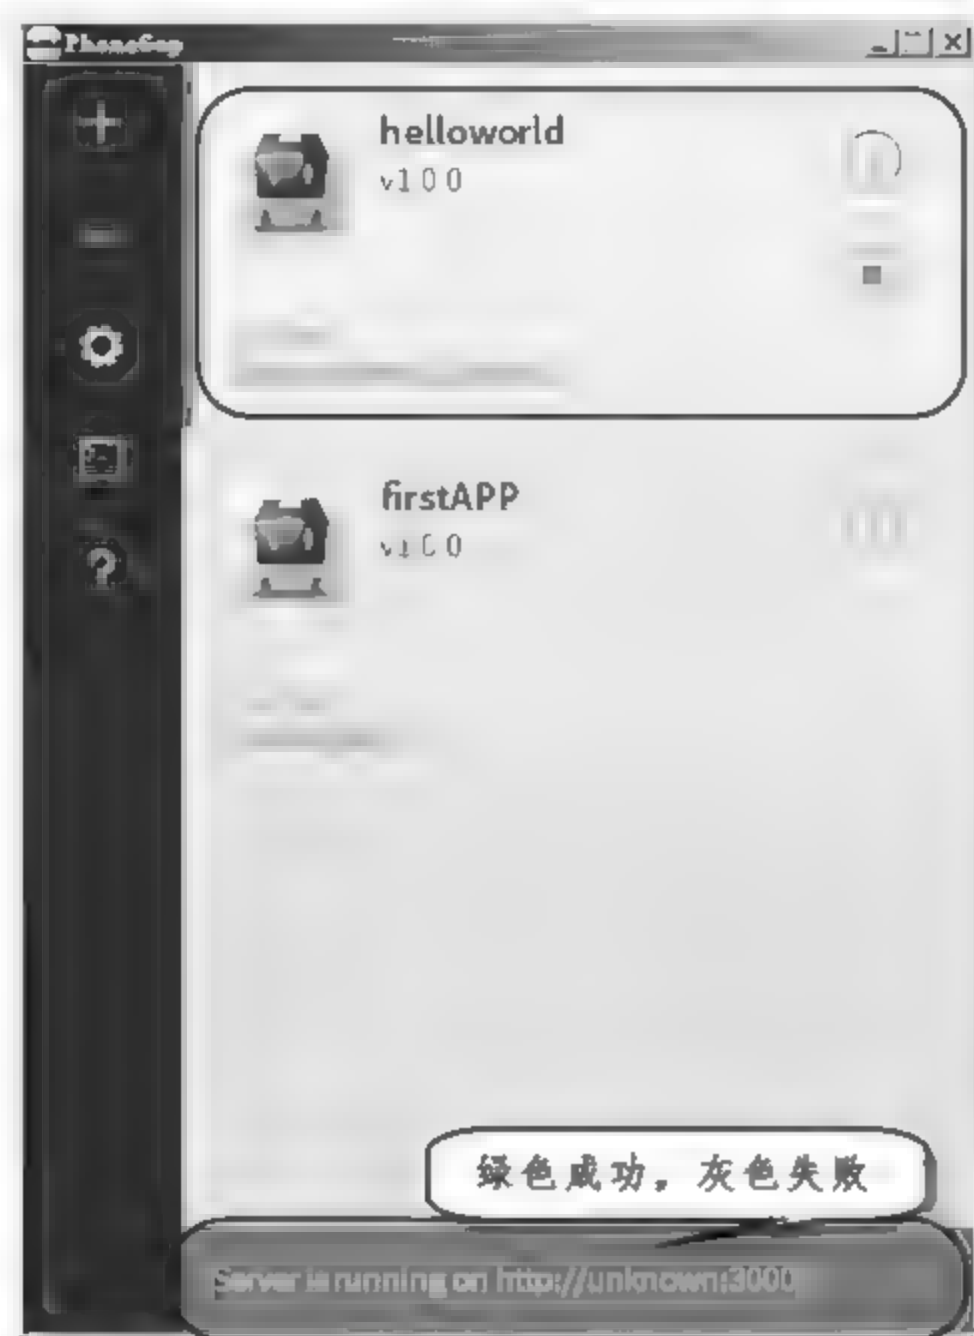 PhoneGap
helloworld
v1 0 0
firstAPP
v1 0 0
绿色成功，灰色失败
Server is running on http://unknown:3000